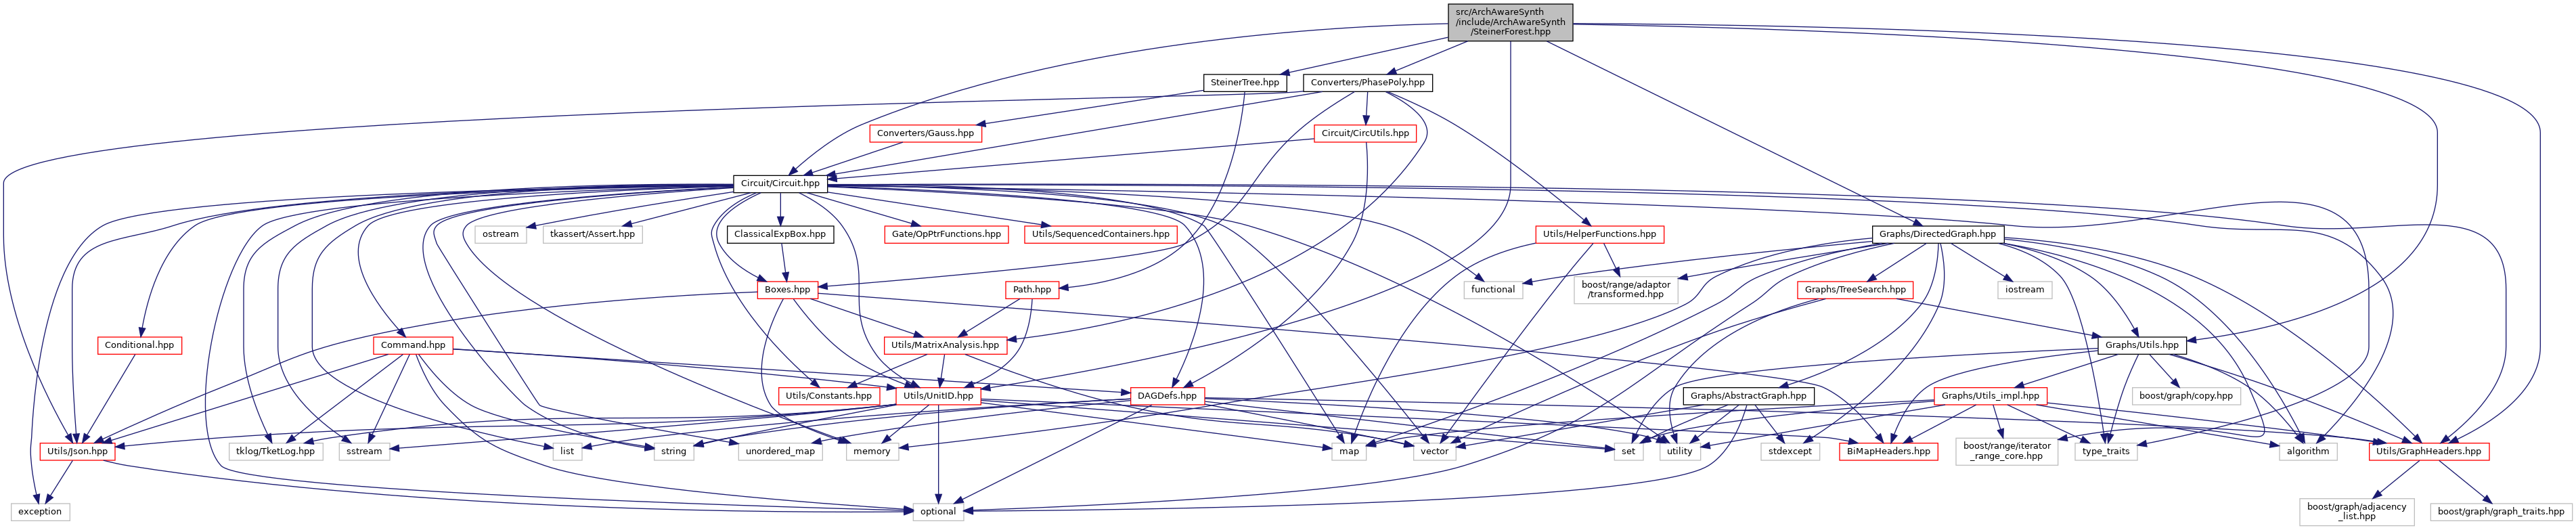 src/ArchAwareSynth
/include/ArchAwareSynth
/SteinerForest.hpp
SteinerTree.hpp
Converters/PhasePoly.hpp
Converters/Gauss.hpp
Circuit/CircUtils.hpp
Circuit/Circuit.hpp
ostream
tkassert/Assert.hpp
ClassicalExpBox.hpp
Gate/OpPtrFunctions.hpp
Utils/SequencedContainers.hpp
Utils/HelperFunctions.hpp
Graphs/DirectedGraph.hpp
Boxes.hpp
Path.hpp
functional
boost/range/adaptor
/transformed.hpp
Graphs/TreeSearch.hpp
iostream
Conditional.hpp
Command.hpp
Utils/MatrixAnalysis.hpp
Graphs/Utils.hpp
Utils/Constants.hpp
Utils/UnitID.hpp
DAGDefs.hpp
Graphs/AbstractGraph.hpp
Graphs/Utils_impl.hpp
boost/graph/copy.hpp
Utils/Json.hpp
tklog/TketLog.hpp
sstream
list
string
unordered_map
memory
map
vector
set
utility
stdexcept
BiMapHeaders.hpp
boost/range/iterator
_range_core.hpp
type_traits
algorithm
Utils/GraphHeaders.hpp
exception
optional
boost/graph/adjacency
_list.hpp
boost/graph/graph_traits.hpp